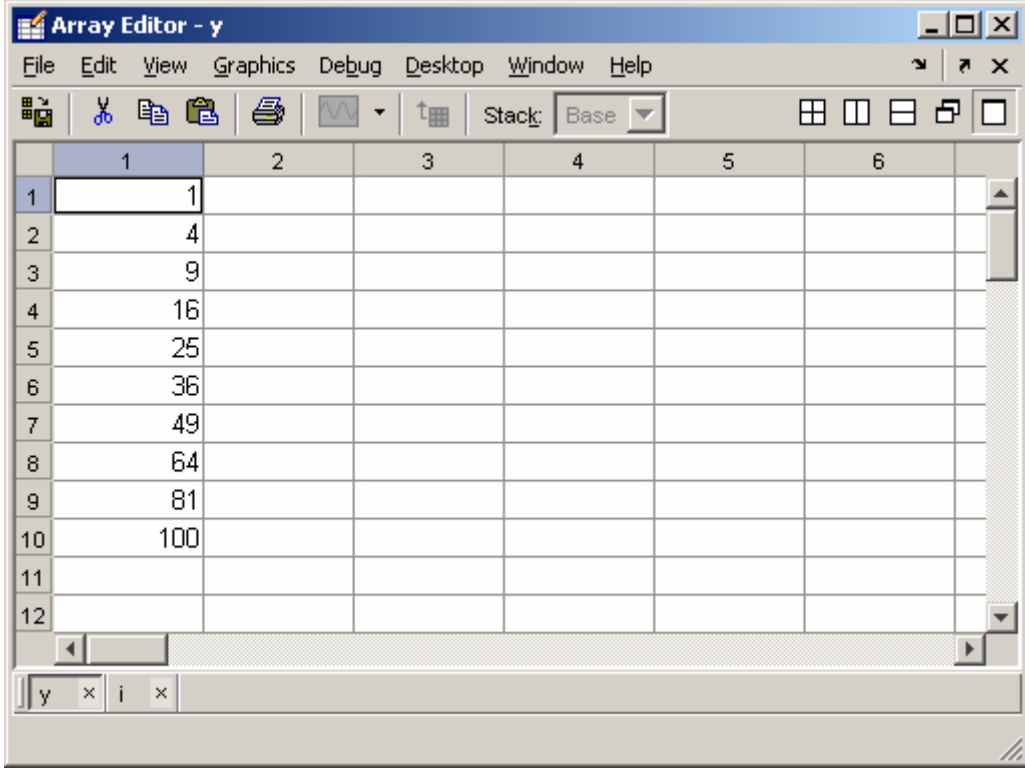 Array Editor - y
File Edit View Graphics Debug Desktop Window Help
Stack: Base
1 2 3 4 5 6
1 1
2 4
3 9
4 16
5 25
6 36
7 49
8 64
9 81
10 100
11
12
y i